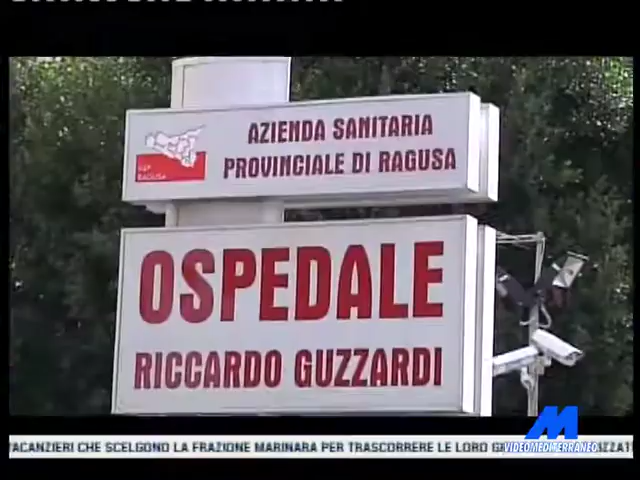 AZIENDA SANITARIA
PROVINCIALE DI RAGUSA
ASP
RAGUSA
OSPEDALE
RICCARDO GUZZARDI
CHE SCELGONO LA FRAZIONE MARINARA PER TRASCORRERE LE LORO
VIDEOMEDITERRANEO